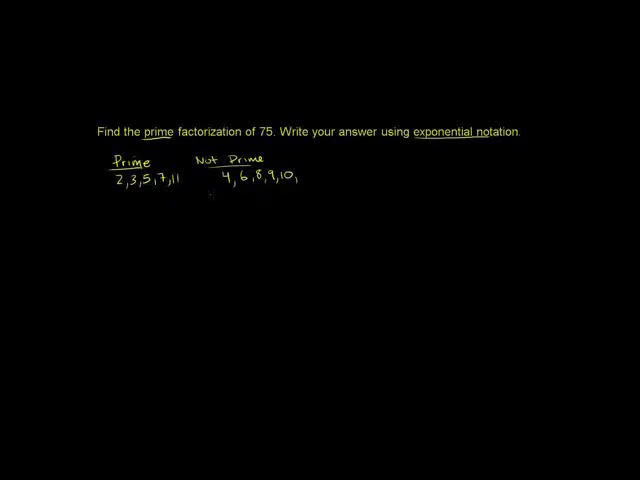 Find the prime factorization of 75. Write your answer using exponential notation.
Prime Not Prime
2,3,5,7,11 4,6,8,9,10,